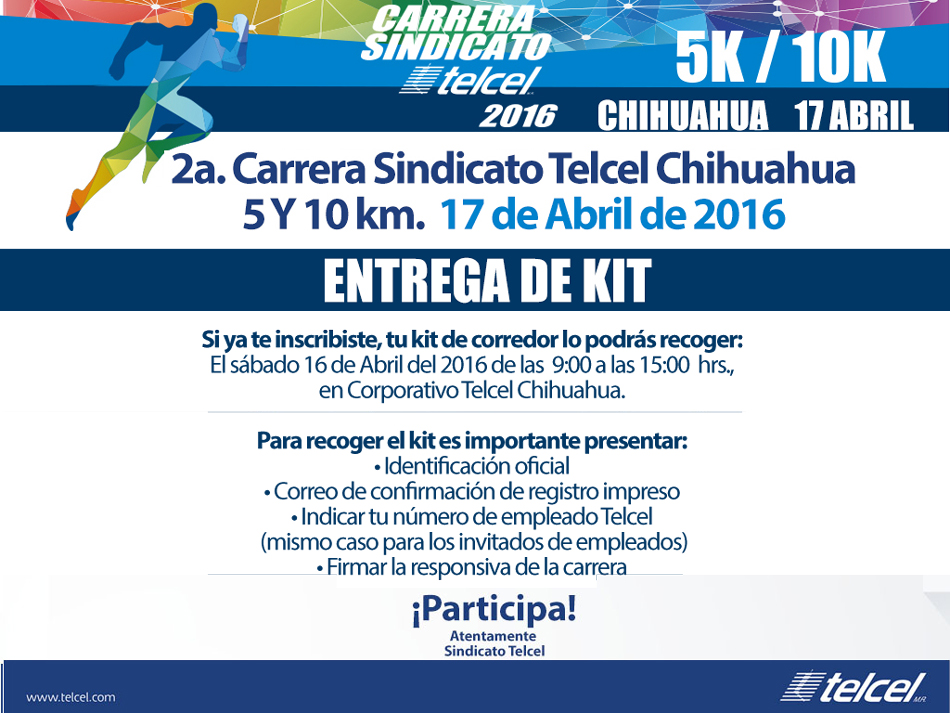 CARRERA
SINDICATO
telcel
2016
5K / 10K
CHIHUAHUA 17 ABRIL
2a. Carrera Sindicato Telcel Chihuahua
5 Y 10 km. 17 de Abril de 2016
ENTREGA DE KIT
Si ya te inscribiste, tu kit de corredor lo podrás recoger:
El sábado 16 de Abril del 2016 de las 9:00 a las 15:00 hrs.,
en Corporativo Telcel Chihuahua.
Para recoger el kit es importante presentar:
• Identificación oficial
• Correo de confirmación de registro impreso
• Indicar tu número de empleado Telcel
(mismo caso para los invitados de empleados)
• Firmar la responsiva de la carrera
¡Participa!
Atentamente
Sindicato Telcel
www.telcel.com
telcel MR